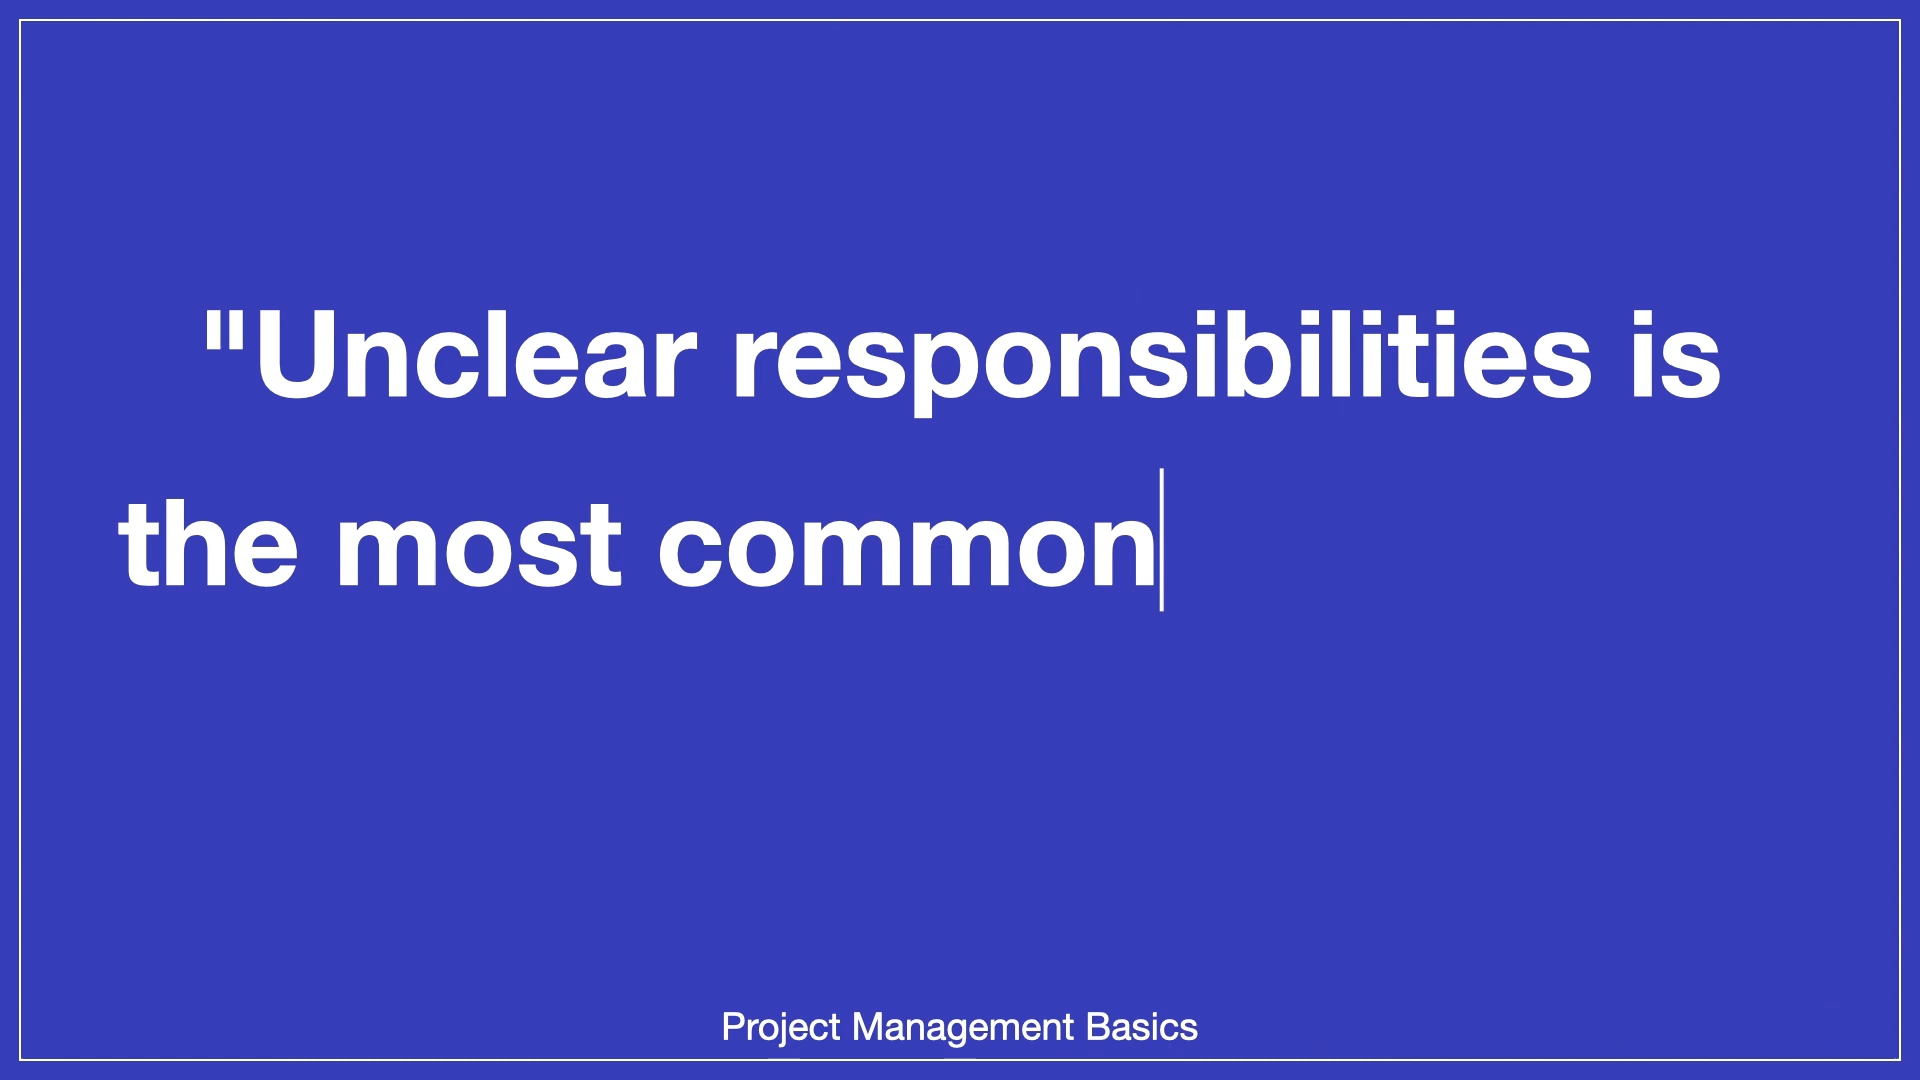 "Unclear responsibilities is
the most common
Project Management Basics